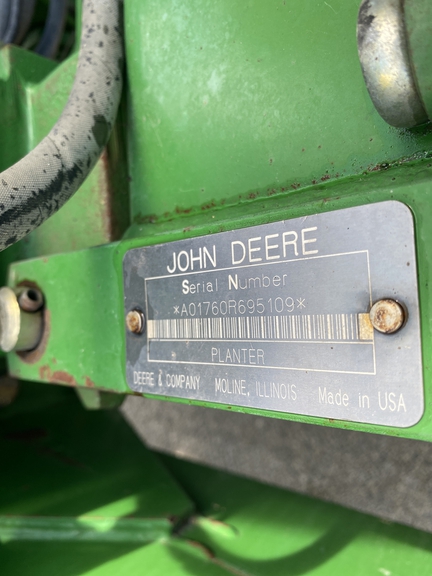 JOHN DEERE
Serial Number
*A01760R695109*
PLANTER
DEERE & COMPANY MOLINE, ILLINOIS Made in USA